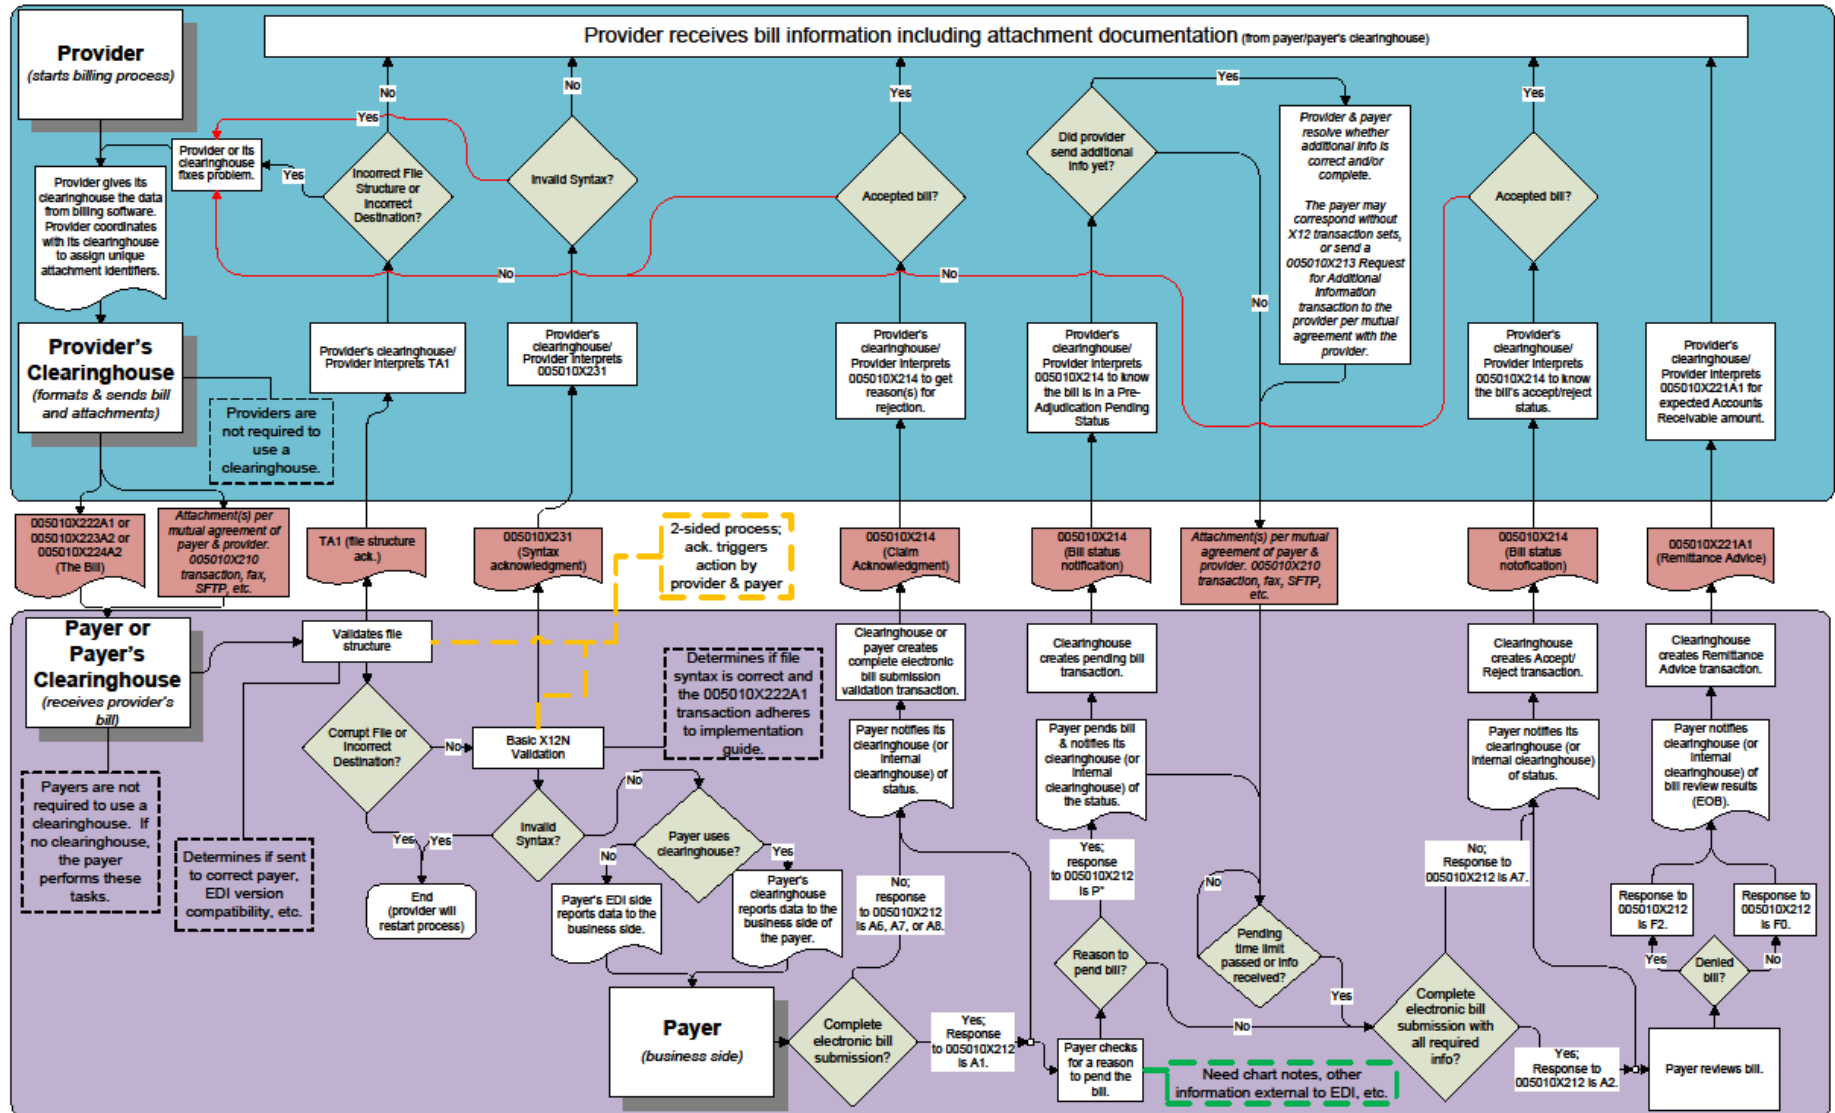 Provider receives bill information including attachment documentation (from payer/payer's clearinghouse)
Provider
(starts billing process)
No
No
Yes
Yes
Yes
Yes
Provider or its
clearinghouse
fixes problem.
Yes
Incorrect File
Structure or
Incorrect
Destination?
Invalid Syntax?
Accepted bill?
Did provider
send additional
info yet?
No
Provider & payer
resolve whether
additional info is
correct and/or
complete.
The payer may
correspond without
X12 transaction sets,
or send a
005010X213 Request
for Additional
Information
transaction to the
provider per mutual
agreement with the
provider.
Accepted bill?
Provider gives its
clearinghouse the data
from billing software.
Provider coordinates
with its clearinghouse
to assign unique
attachment identifiers.
No
No
Provider's
Clearinghouse
(formats & sends bill
and attachments)
Providers are
not required to
use a
clearinghouse.
Provider's clearinghouse/
Provider interprets TA1
Provider's
clearinghouse/
Provider interprets
005010X231
Provider's
clearinghouse/
Provider interprets
005010X214 to get
reason(s) for
rejection.
Provider's
clearinghouse/
Provider interprets
005010X214 to know
the bill is in a Pre-
Adjudication Pending
Status
Provider's
clearinghouse/
Provider interprets
005010X214 to know
the bill's accept/reject
status.
Provider's
clearinghouse/
Provider interprets
005010X221A1 for
expected Accounts
Receivable amount.
005010X222A1 or
005010X223A2 or
005010X224A2
(The Bill)
Attachment(s) per
mutual agreement of
payer & provider.
005010X210
transaction, fax,
SFTP, etc.
TA1 (file structure
ack.)
005010X231
(Syntax
acknowledgment)
2-sided process;
ack. triggers
action by
provider & payer
005010X214
(Claim
Acknowledgment)
005010X214
(Bill status
notification)
Attachment(s) per mutual
agreement of payer &
provider. 005010X210
transaction, fax, SFTP,
etc.
005010X214
(Bill status
notofication)
005010X221A1
(Remittance Advice)
Payer or
Payer's
Clearinghouse
(receives provider's
bill)
Validates file
structure
Corrupt File or
Incorrect
Destination?
No
Basic X12N
Validation
Determines if file
syntax is correct and
the 005010X222A1
transaction adheres
to implementation
guide.
Clearinghouse or
payer creates
complete electronic
bill submission
validation transaction.
Clearinghouse
creates pending bill
transaction.
Clearinghouse
creates Accept/
Reject transaction.
Clearinghouse
creates Remittance
Advice transaction.
Payer notifies its
clearinghouse (or
internal
clearinghouse) of
status.
Payer pends bill
& notifies its
clearinghouse (or
internal
clearinghouse) of
the status.
Payer notifies its
clearinghouse (or
internal clearinghouse)
of status.
Payer notifies
clearinghouse (or
internal
clearinghouse) of
bill review results
(EOB).
Payers are not
required to use a
clearinghouse. If
no clearinghouse,
the payer
performs these
tasks.
Determines if sent
to correct payer,
EDI version
compatibility, etc.
Yes
Yes
End
(provider will
restart process)
Invalid
Syntax?
No
Payer uses
clearinghouse?
No
Yes
Payer's EDI side
reports data to the
business side.
Payer's
clearinghouse
reports data to the
business side of
the payer.
No;
response
to 005010X212
is A6, A7, or A8.
Yes;
response
to 005010X212
is P*
No
No;
Response to
005010X212 is A7.
Response to
005010X212
is F2.
Response to
005010X212
is F0.
Reason to
pend bill?
Pending
time limit
passed or info
received?
Yes
Denied
bill?
No
Payer
(business side)
Complete
electronic bill
submission?
Yes;
Response
to 005010X212
is A1.
Payer checks
for a reason
to pend the
bill.
Yes
No
Complete
electronic bill
submission with
all required
info?
Yes;
Response to
005010X212 is A2.
Payer reviews bill.
Need chart notes, other
information external to EDI, etc.